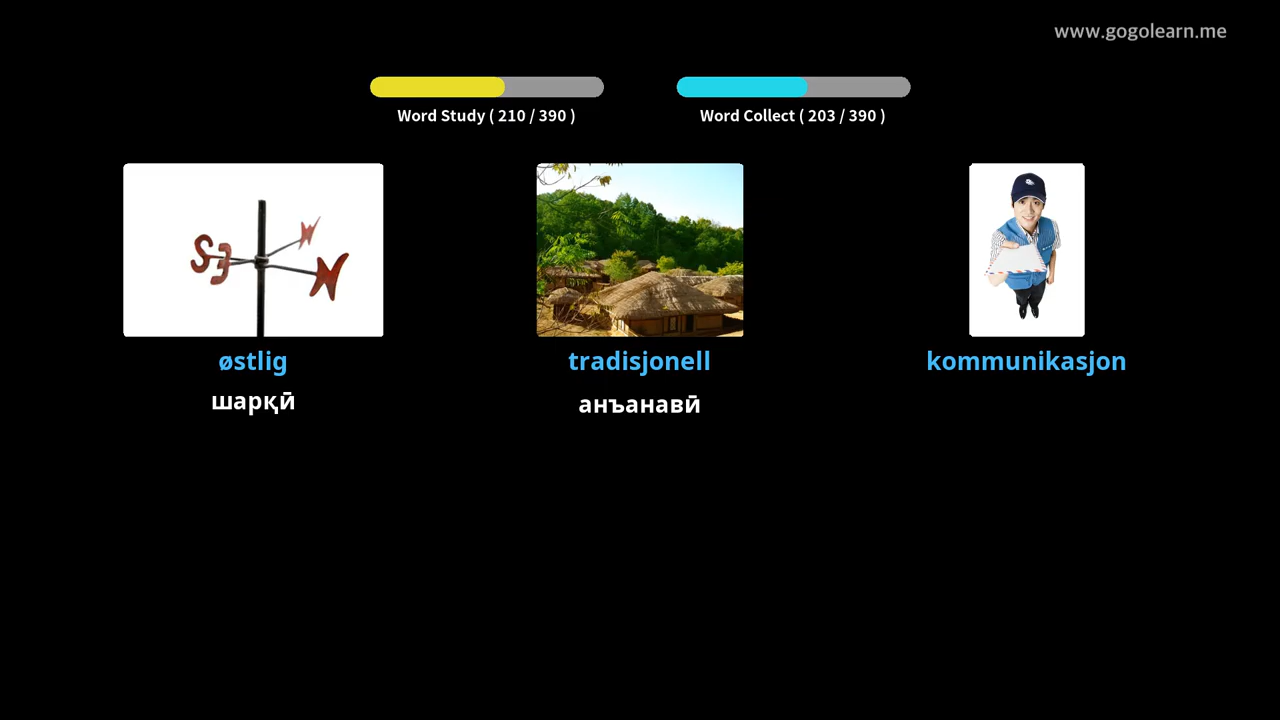 www.gogolearn.me
Word Study ( 210 / 390 )
Word Collect ( 203 / 390 )
S
E
N
østlig
tradisjonell
kommunikasjon
шарқӣ
анъанавӣ